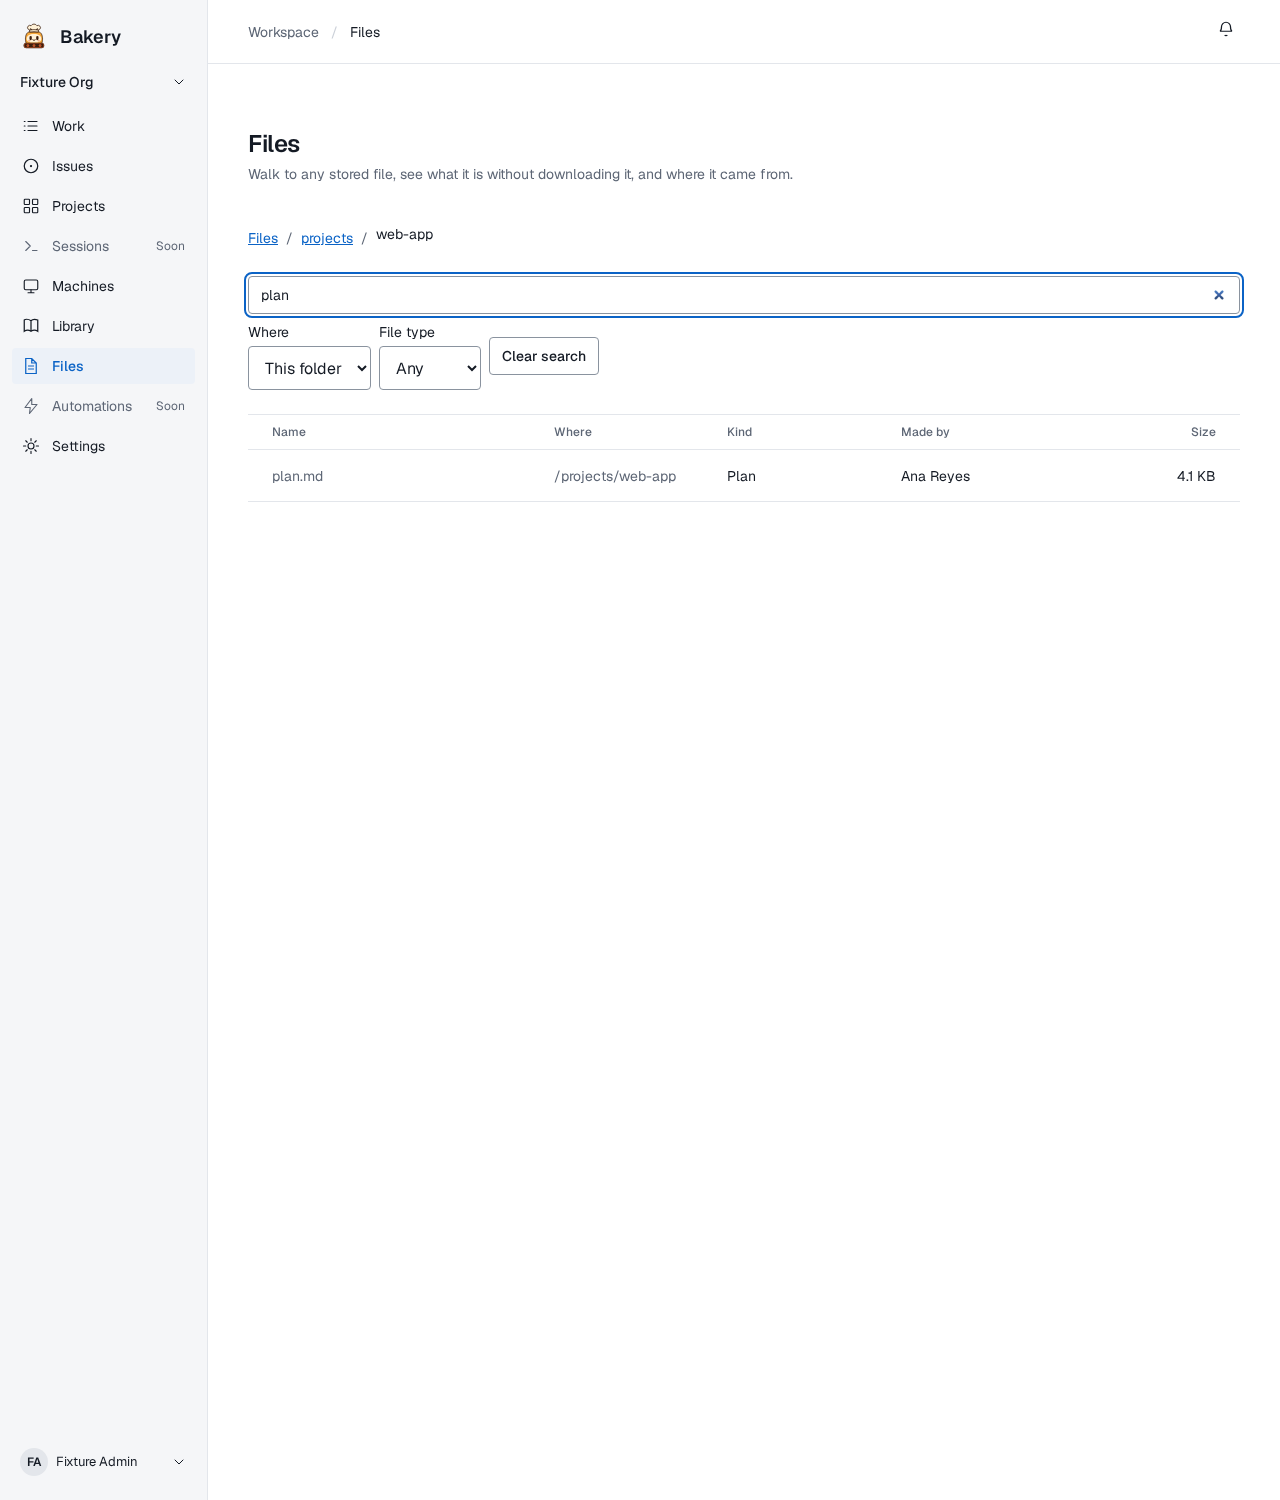 Bakery
Fixture Org
Work
Issues
Projects
Sessions Soon
Machines
Library
Files
Automations Soon
Settings
FA Fixture Admin
Workspace / Files
Files
Walk to any stored file, see what it is without downloading it, and where it came from.
Files / projects / web-app
plan
Where File type
This folder Any Clear search
Name Where Kind Made by Size
plan.md /projects/web-app Plan Ana Reyes 4.1 KB